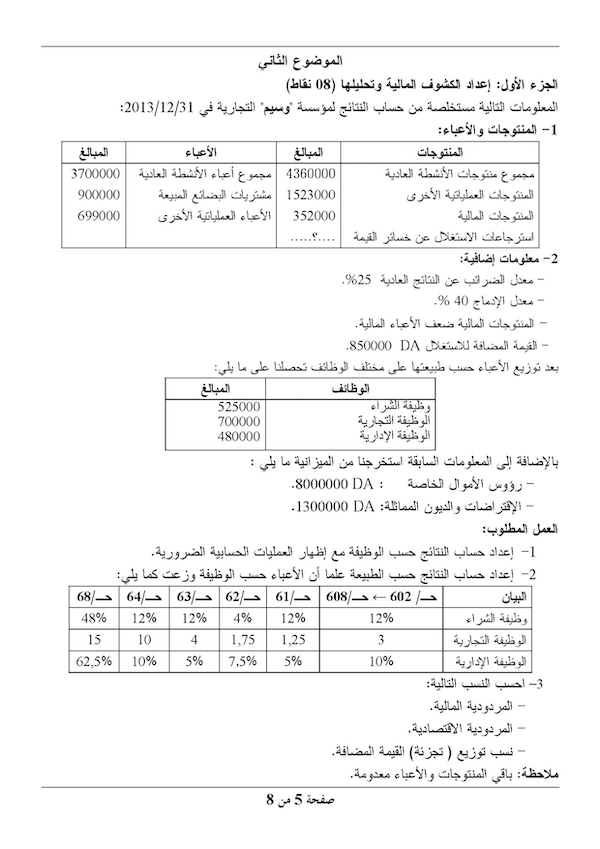 الموضوع الثاني
الجزء الأول: إعداد الكشوف المالية وتحليلها (08 نقاط)
المعلومات التالية مستخلصة من حساب النتائج لمؤسسة "وسيم" التجارية في 2013/12/31:
1- المنتوجات والأعباء:
المنتوجات المبالغ الأعباء المبالغ
مجموع منتوجات الأنشطة العادية 4360000 مجموع أعباء الأنشطة العادية 3700000
المنتوجات العملياتية الأخرى 1523000 مشتريات البضائع المبيعة 900000
المنتوجات المالية 352000 الأعباء العملياتية الأخرى 699000
استرجاعات الاستغلال عن خسائر القيمة ....؟.....
2- معلومات إضافية:
- معدل الضرائب عن النتائج العادية 25%.
- معدل الإدماج 40 %.
- المنتوجات المالية ضعف الأعباء المالية.
- القيمة المضافة للاستغلال 850000 DA.
بعد توزيع الأعباء حسب طبيعتها على مختلف الوظائف تحصلنا على ما يلي:
الوظائف المبالغ
وظيفة الشراء 525000
الوظيفة التجارية 700000
الوظيفة الإدارية 480000
بالإضافة إلى المعلومات السابقة استخرجنا من الميزانية ما يلي :
- رؤوس الأموال الخاصة : 8000000 DA.
- الإقتراضات والديون المماثلة: 1300000 DA.
العمل المطلوب:
1- إعداد حساب النتائج حسب الوظيفة مع إظهار العمليات الحسابية الضرورية.
2- إعداد حساب النتائج حسب الطبيعة علما أن الأعباء حسب الوظيفة وزعت كما يلي:
البيان حـ/ 602 ← حـ/608 حـ/61 حـ/62 حـ/63 حـ/64 حـ/68
وظيفة الشراء 12% 12% 4% 12% 12% 48%
الوظيفة التجارية 3 1,25 1,75 4 10 15
الوظيفة الإدارية 10% 5% 7,5% 5% 10% 62,5%
3- احسب النسب التالية:
- المردودية المالية.
- المردودية الاقتصادية.
- نسب توزيع ( تجزئة) القيمة المضافة.
ملاحظة: باقي المنتوجات والأعباء معدومة.
صفحة 5 من 8